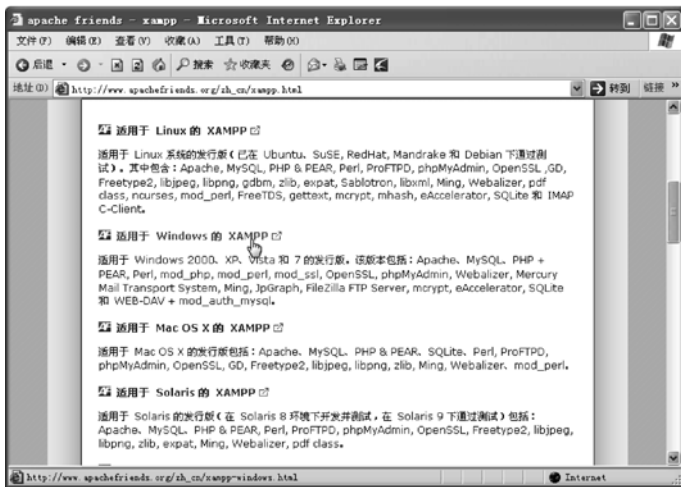 apache friends - xampp - Microsoft Internet Explorer
文件(F) 编辑(E) 查看(V) 收藏(A) 工具(T) 帮助(H)
后退 搜索 收藏夹
地址(D) http://www.apachefriends.org/zh_cn/xampp.html 转到 链接 »
适用于 Linux 的 XAMPP
适用于 Linux 系统的发行版(已在 Ubuntu、SuSE, RedHat, Mandrake 和 Debian 下通过测
试)。其中包含:Apache, MySQL, PHP & PEAR, Perl, ProFTPD, phpMyAdmin, OpenSSL ,GD,
Freetype2, libjpeg, libpng, gdbm, zlib, expat, Sablotron, libxml, Ming, Webalizer, pdf
class, ncurses, mod_perl, FreeTDS, gettext, mcrypt, mhash, eAccelerator, SQLite 和 IMAP
C-Client。
适用于 Windows 的 XAMPP
适用于 Windows 2000、XP、Vista 和 7 的发行版。该版本包括:Apache、MySQL、PHP +
PEAR, Perl, mod_php, mod_perl, mod_ssl, OpenSSL, phpMyAdmin, Webalizer, Mercury
Mail Transport System, Ming, JpGraph, FileZilla FTP Server, mcrypt, eAccelerator, SQLite
和 WEB-DAV + mod_auth_mysql。
适用于 Mac OS X 的 XAMPP
适用于 Mac OS X 的发行版包括:Apache、MySQL、PHP & PEAR、SQLite、Perl, ProFTPD,
phpMyAdmin, OpenSSL, GD, Freetype2, libjpeg, libpng, zlib, Ming, Webalizer、mod_perl。
适用于 Solaris 的 XAMPP
适用于 Solaris 的发行版(在 Solaris 8 环境下开发并测试,在 Solaris 9 下通过测试)包括:
Apache、MySQL, PHP & PEAR, Perl, ProFTPD, phpMyAdmin, OpenSSL, Freetype2, libjpeg,
libpng, zlib, expat, Ming, Webalizer, pdf class。
http://www.apachefriends.org/zh_cn/xampp-windows.html Internet